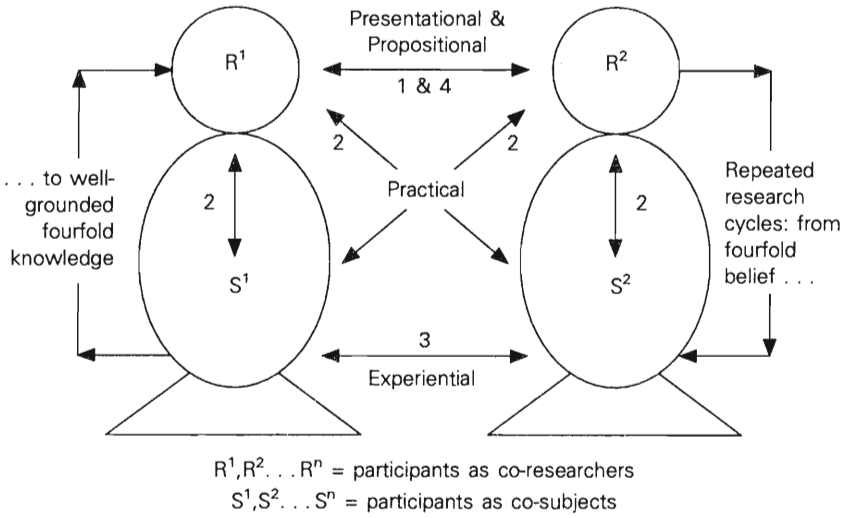 Presentational &
Propositional
R¹
R²
1 & 4
2
2
. . . to well-
grounded
fourfold
knowledge
2
Practical
2
Repeated
research
cycles: from
fourfold
belief . . .
S¹
S²
3
Experiential
R¹,R². . . Rⁿ = participants as co-researchers
S¹,S². . . Sⁿ = participants as co-subjects